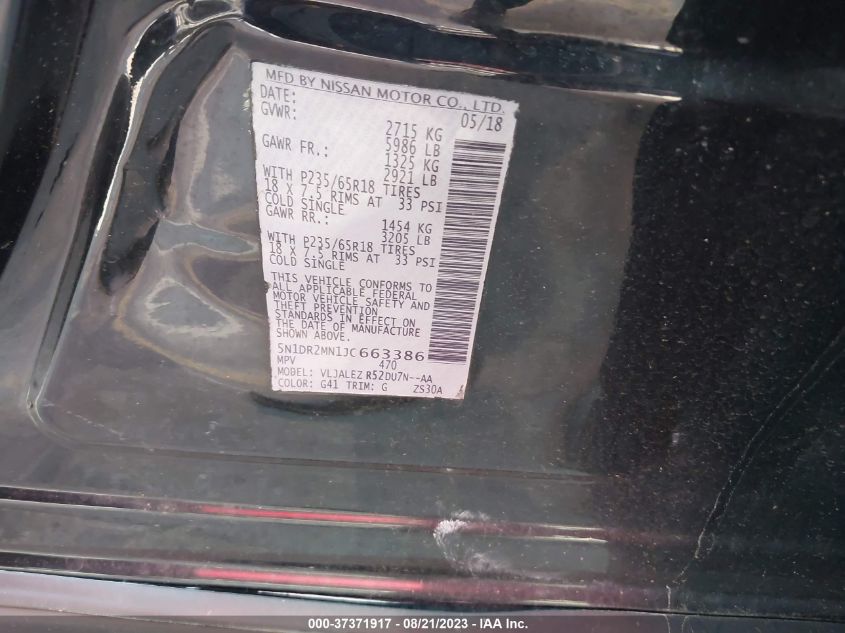 MFD BY NISSAN MOTOR CO., LTD.
DATE: 05/18
GVWR: 2715 KG
5986 LB
GAWR FR.: 1325 KG
2921 LB
WITH P235/65R18 TIRES
18 X 7.5 RIMS AT 33 PSI
COLD SINGLE
GAWR RR.: 1454 KG
3205 LB
WITH P235/65R18 TIRES
18 X 7.5 RIMS AT 33 PSI
COLD SINGLE
THIS VEHICLE CONFORMS TO
ALL APPLICABLE FEDERAL
MOTOR VEHICLE SAFETY AND
THEFT PREVENTION
STANDARDS IN EFFECT ON
THE DATE OF MANUFACTURE
SHOWN ABOVE.
5N1DR2MN1JC663386
MPV 470
MODEL: VLJALEZ R52DU7N--AA
COLOR: G41 TRIM: G ZS30A
000-37371917 - 08/21/2023 - IAA Inc.